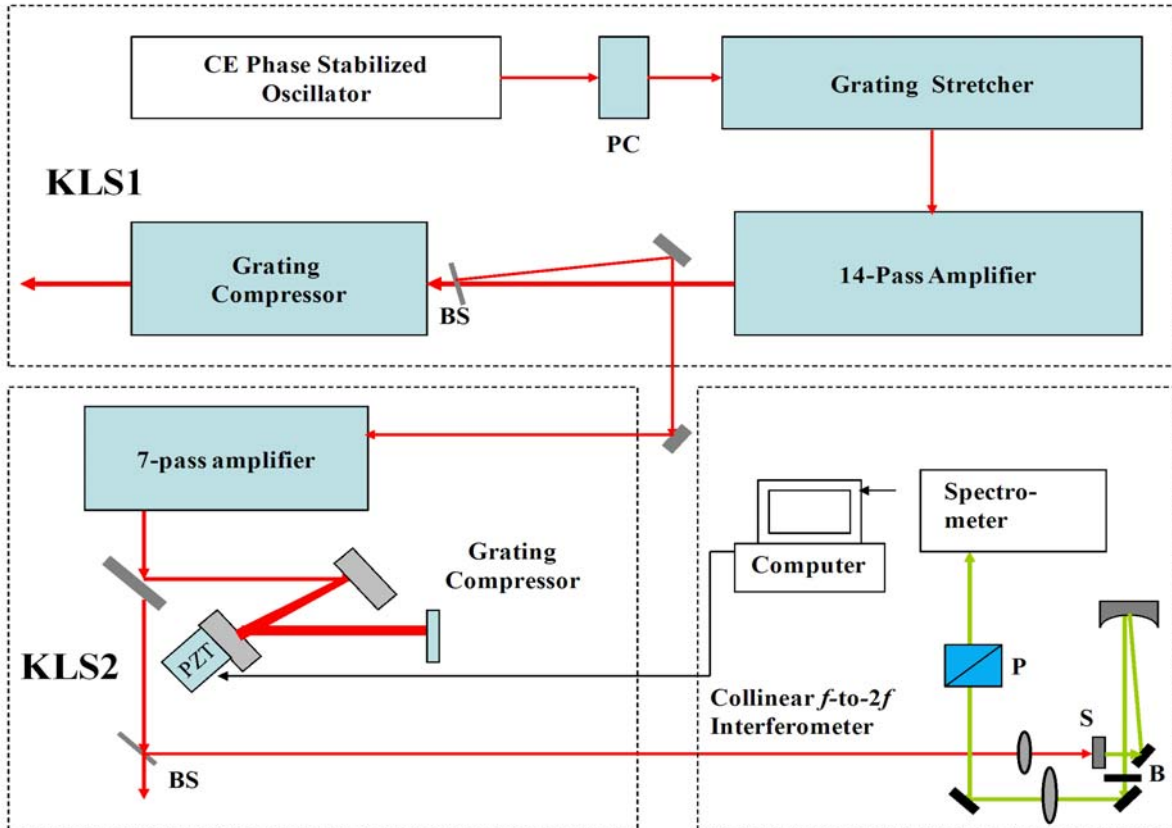 CE Phase Stabilized
Oscillator
PC
Grating Stretcher
KLS1
Grating
Compressor
BS
14-Pass Amplifier
7-pass amplifier
Grating
Compressor
PZT
KLS2
BS
Computer
Spectro-
meter
P
Collinear f-to-2f
Interferometer
S
B